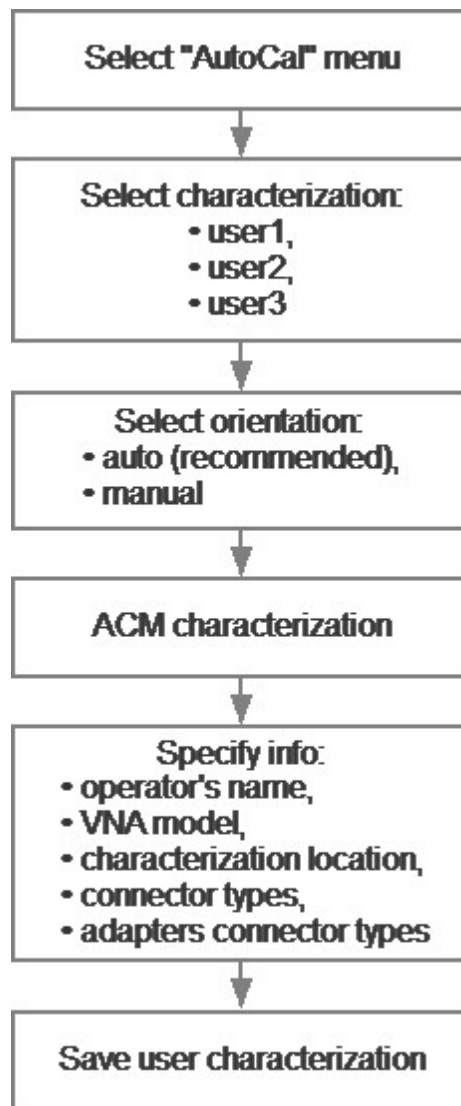 Select "AutoCal" menu
Select characterization:
• user1,
• user2,
• user3
Select orientation:
• auto (recommended),
• manual
ACM characterization
Specify info:
• operator's name,
• VNA model,
• characterization location,
• connector types,
• adapters connector types
Save user characterization